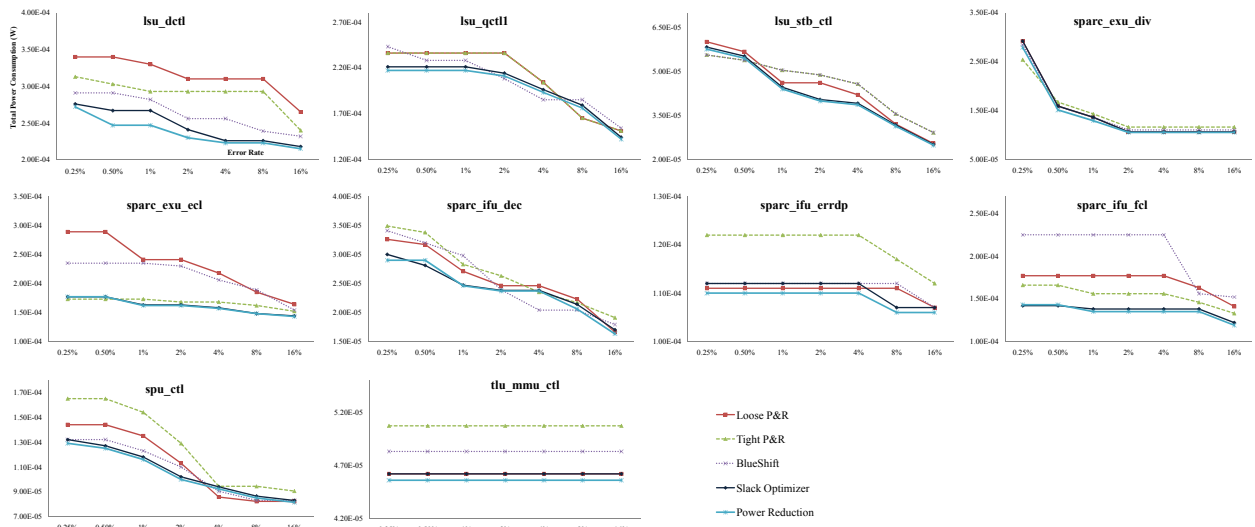 lsu_dctl
lsu_qctl1
lsu_stb_ctl
sparc_exu_div
Total Power Consumption (W)
4.00E-04
3.50E-04
3.00E-04
2.50E-04
2.00E-04
Error Rate
0.25% 0.50% 1% 2% 4% 8% 16%
2.70E-04
2.20E-04
1.70E-04
1.20E-04
0.25% 0.50% 1% 2% 4% 8% 16%
6.50E-05
5.00E-05
3.50E-05
2.00E-05
0.25% 0.50% 1% 2% 4% 8% 16%
3.50E-04
2.50E-04
1.50E-04
5.00E-05
0.25% 0.50% 1% 2% 4% 8% 16%
sparc_exu_ecl
sparc_ifu_dec
sparc_ifu_errdp
sparc_ifu_fcl
3.50E-04
3.00E-04
2.50E-04
2.00E-04
1.50E-04
1.00E-04
0.25% 0.50% 1% 2% 4% 8% 16%
4.00E-05
3.50E-05
3.00E-05
2.50E-05
2.00E-05
1.50E-05
0.25% 0.50% 1% 2% 4% 8% 16%
1.30E-04
1.20E-04
1.10E-04
1.00E-04
0.25% 0.50% 1% 2% 4% 8% 16%
2.50E-04
2.00E-04
1.50E-04
1.00E-04
0.25% 0.50% 1% 2% 4% 8% 16%
spu_ctl
tlu_mmu_ctl
1.70E-04
1.50E-04
1.30E-04
1.10E-04
9.00E-05
7.00E-05
5.20E-05
4.70E-05
4.20E-05
Loose P&R
Tight P&R
BlueShift
Slack Optimizer
Power Reduction